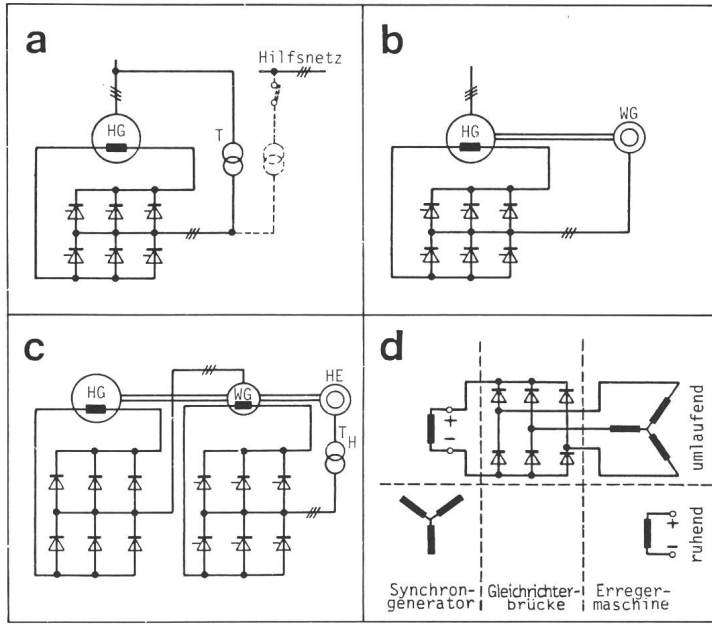 a
Hilfsnetz
HG
T
b
HG
WG
c
HG
WG
HE
T H
d
+
-
umlaufend
+
-
ruhend
Synchron-
generator
Gleichrichter-
brücke
Erreger-
maschine